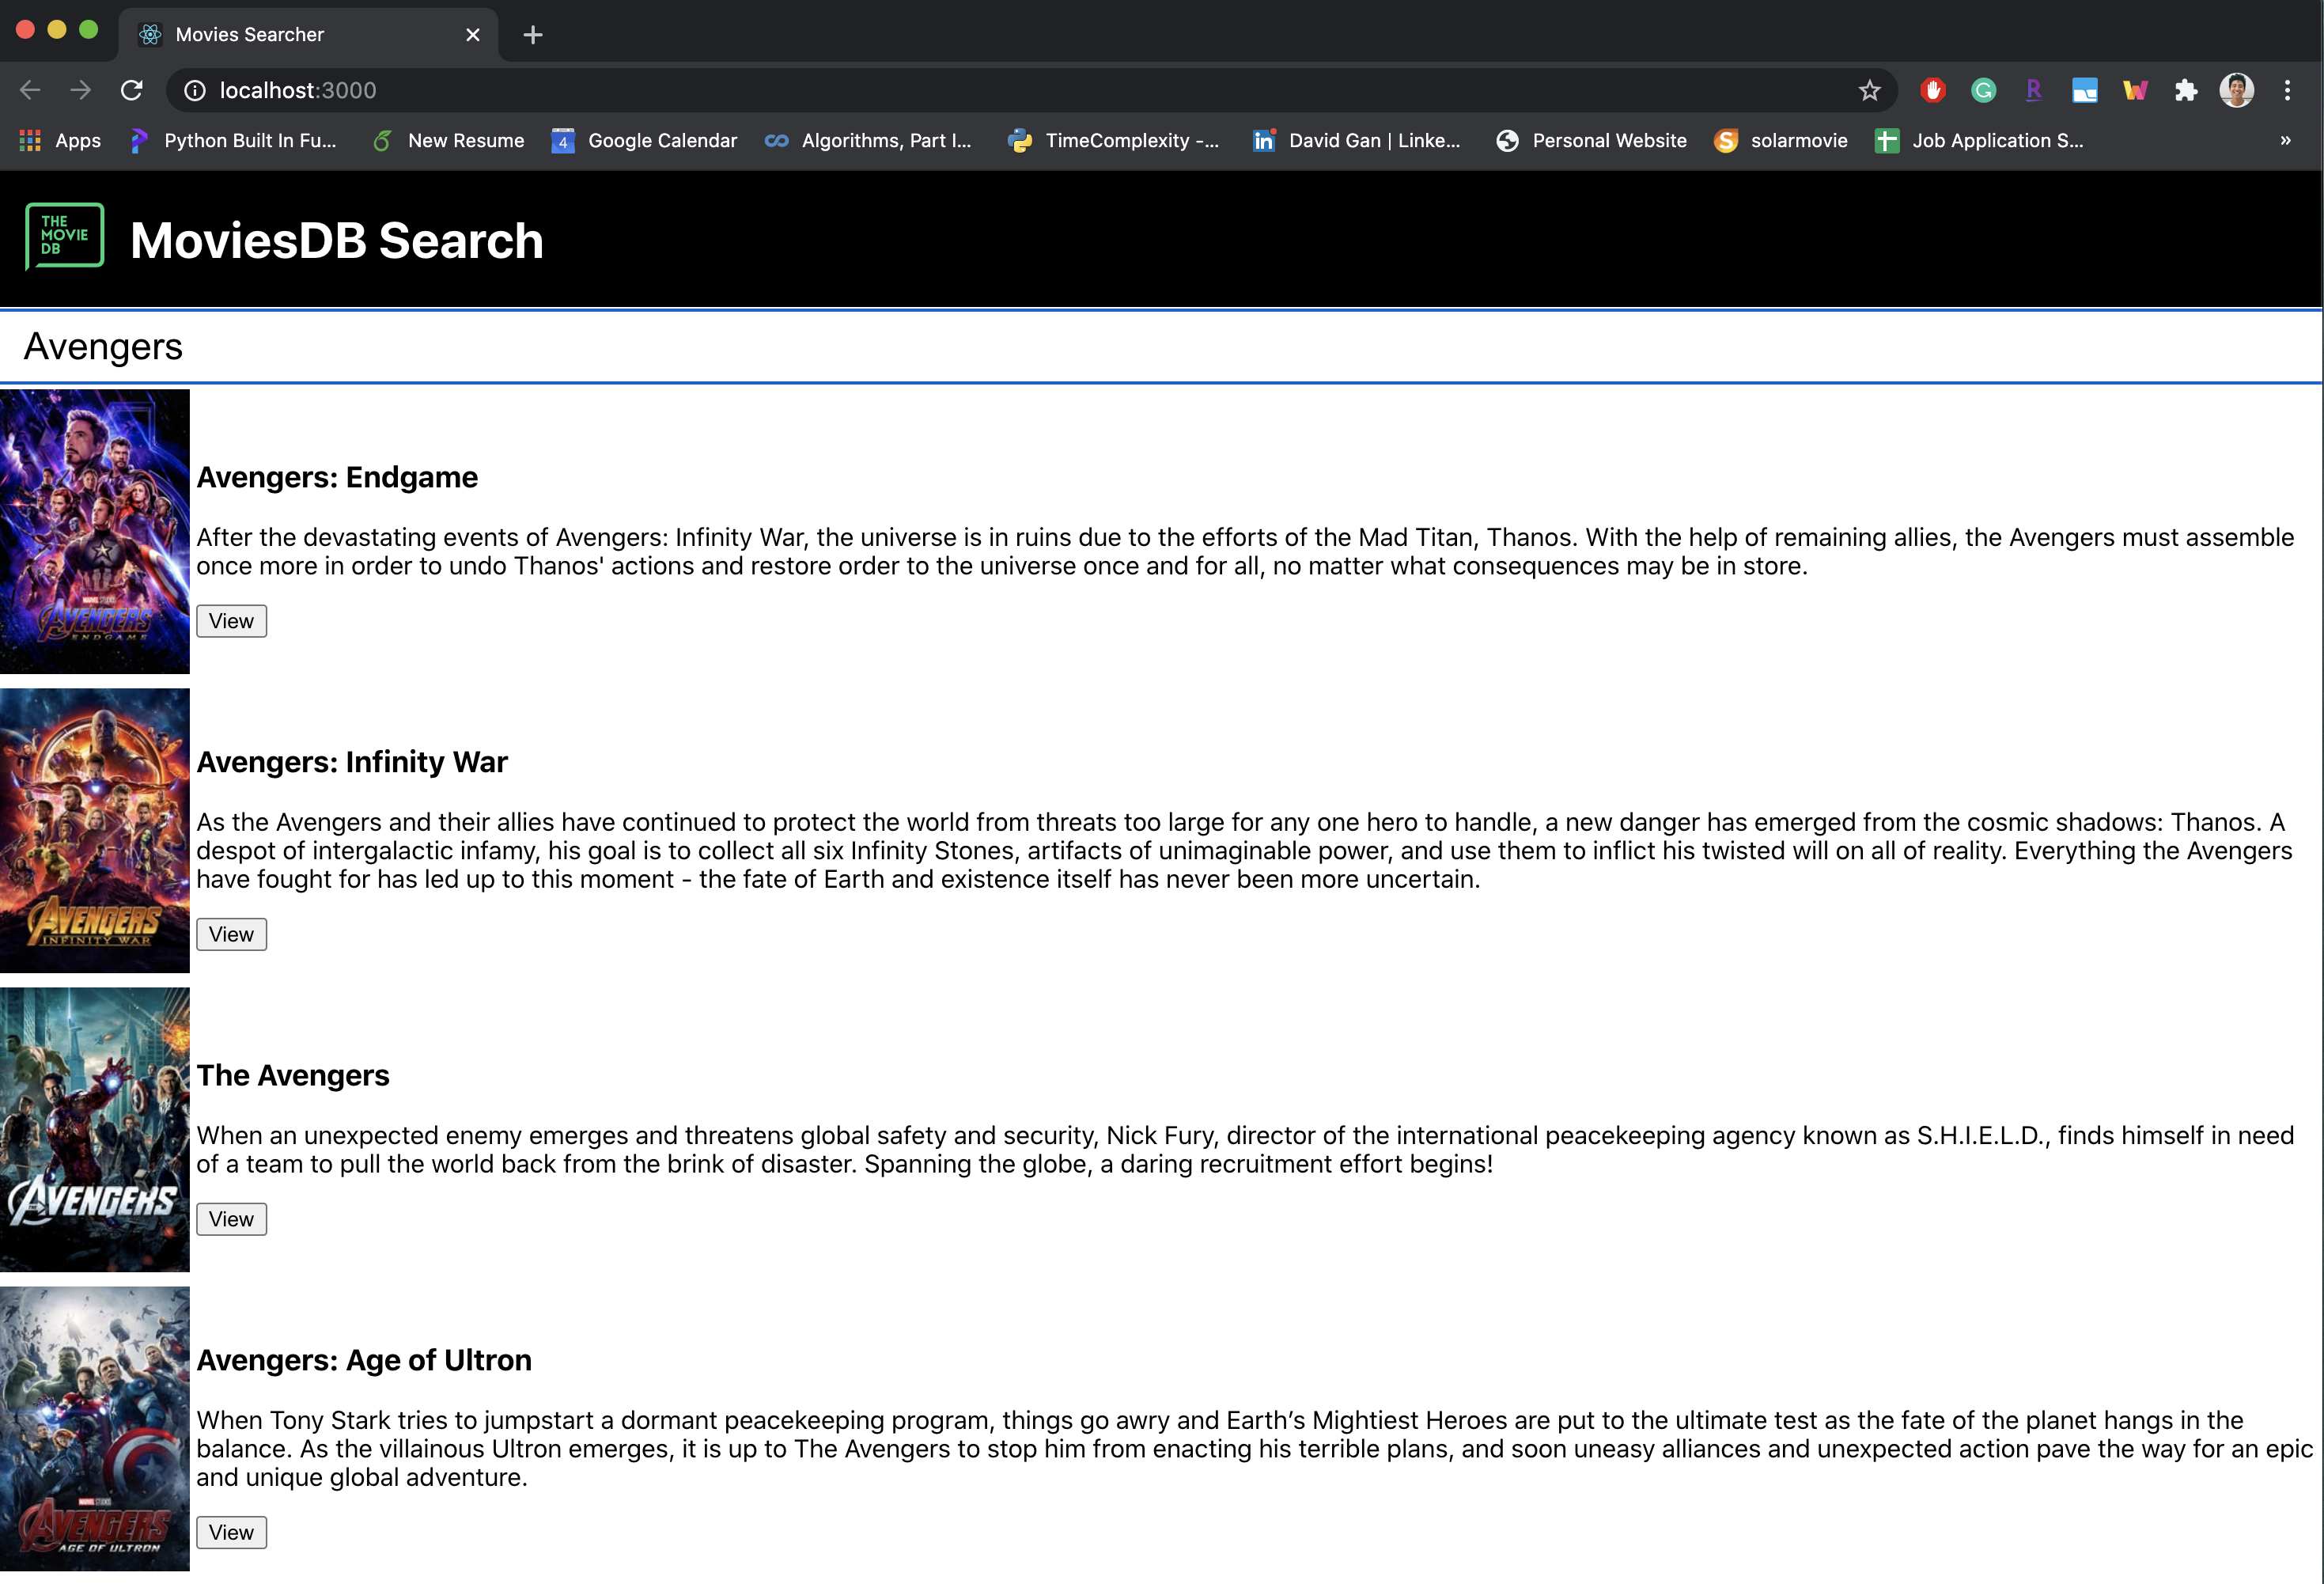 Movies Searcher
localhost:3000
Apps
Python Built In Fu...
New Resume
4
Google Calendar
Algorithms, Part I...
TimeComplexity -...
in
David Gan | Linke...
Personal Website
S
solarmovie
Job Application S...
»
THE
MOVIE
DB
MoviesDB Search
Avengers
MARVEL STUDIOS
AVENGERS
ENDGAME
Avengers: Endgame
After the devastating events of Avengers: Infinity War, the universe is in ruins due to the efforts of the Mad Titan, Thanos. With the help of remaining allies, the Avengers must assemble
once more in order to undo Thanos' actions and restore order to the universe once and for all, no matter what consequences may be in store.
View
AVENGERS
INFINITY WAR
Avengers: Infinity War
As the Avengers and their allies have continued to protect the world from threats too large for any one hero to handle, a new danger has emerged from the cosmic shadows: Thanos. A
despot of intergalactic infamy, his goal is to collect all six Infinity Stones, artifacts of unimaginable power, and use them to inflict his twisted will on all of reality. Everything the Avengers
have fought for has led up to this moment - the fate of Earth and existence itself has never been more uncertain.
View
AVENGERS
The Avengers
When an unexpected enemy emerges and threatens global safety and security, Nick Fury, director of the international peacekeeping agency known as S.H.I.E.L.D., finds himself in need
of a team to pull the world back from the brink of disaster. Spanning the globe, a daring recruitment effort begins!
View
MARVEL STUDIOS
AVENGERS
AGE OF ULTRON
Avengers: Age of Ultron
When Tony Stark tries to jumpstart a dormant peacekeeping program, things go awry and Earth’s Mightiest Heroes are put to the ultimate test as the fate of the planet hangs in the
balance. As the villainous Ultron emerges, it is up to The Avengers to stop him from enacting his terrible plans, and soon uneasy alliances and unexpected action pave the way for an epic
and unique global adventure.
View